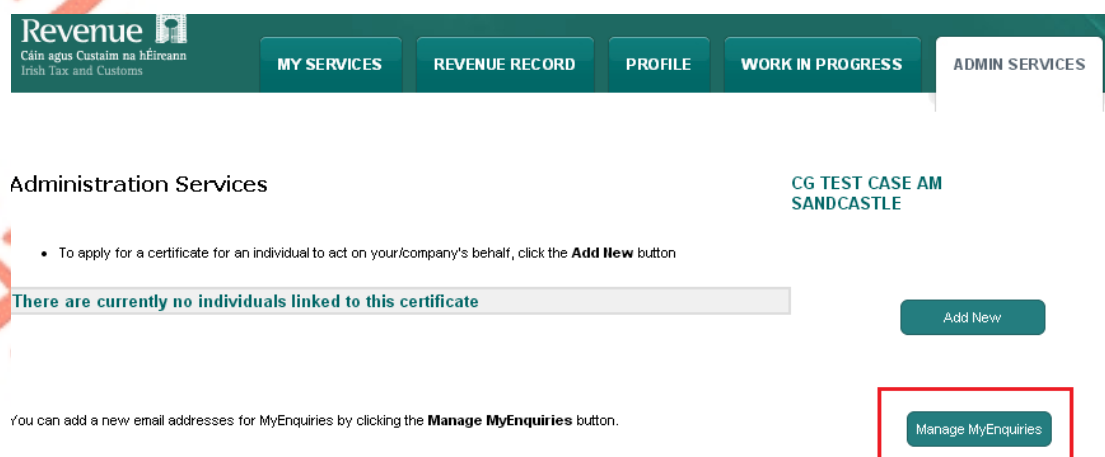 Revenue
Cáin agus Custaim na hÉireann
Irish Tax and Customs
MY SERVICES
REVENUE RECORD
PROFILE
WORK IN PROGRESS
ADMIN SERVICES
Administration Services
CG TEST CASE AM
SANDCASTLE
• To apply for a certificate for an individual to act on your/company's behalf, click the Add New button
There are currently no individuals linked to this certificate
Add New
You can add a new email addresses for MyEnquiries by clicking the Manage MyEnquiries button.
Manage MyEnquiries